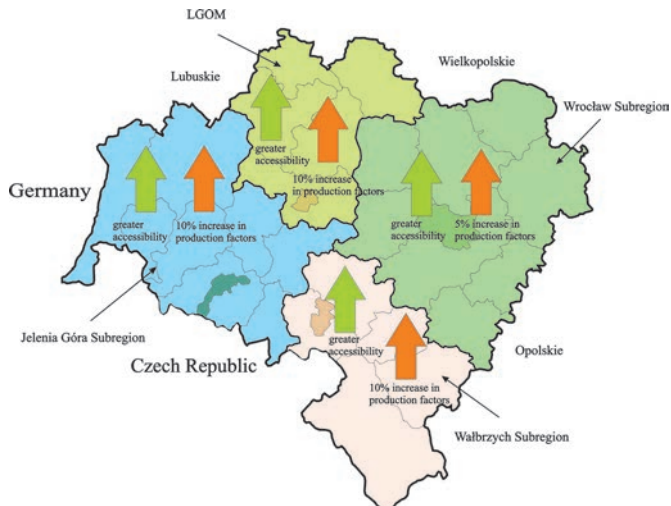 LGOM
Lubuskie
Wielkopolskie
Wrocław Subregion
greater
accessibility
10% increase
in production factors
Germany
greater
accessibility
10% increase in
production factors
greater
accessibility
5% increase in
production factors
Jelenia Góra Subregion
Czech Republic
greater
accessibility
Opolskie
10% increase in
production factors
Wałbrzych Subregion